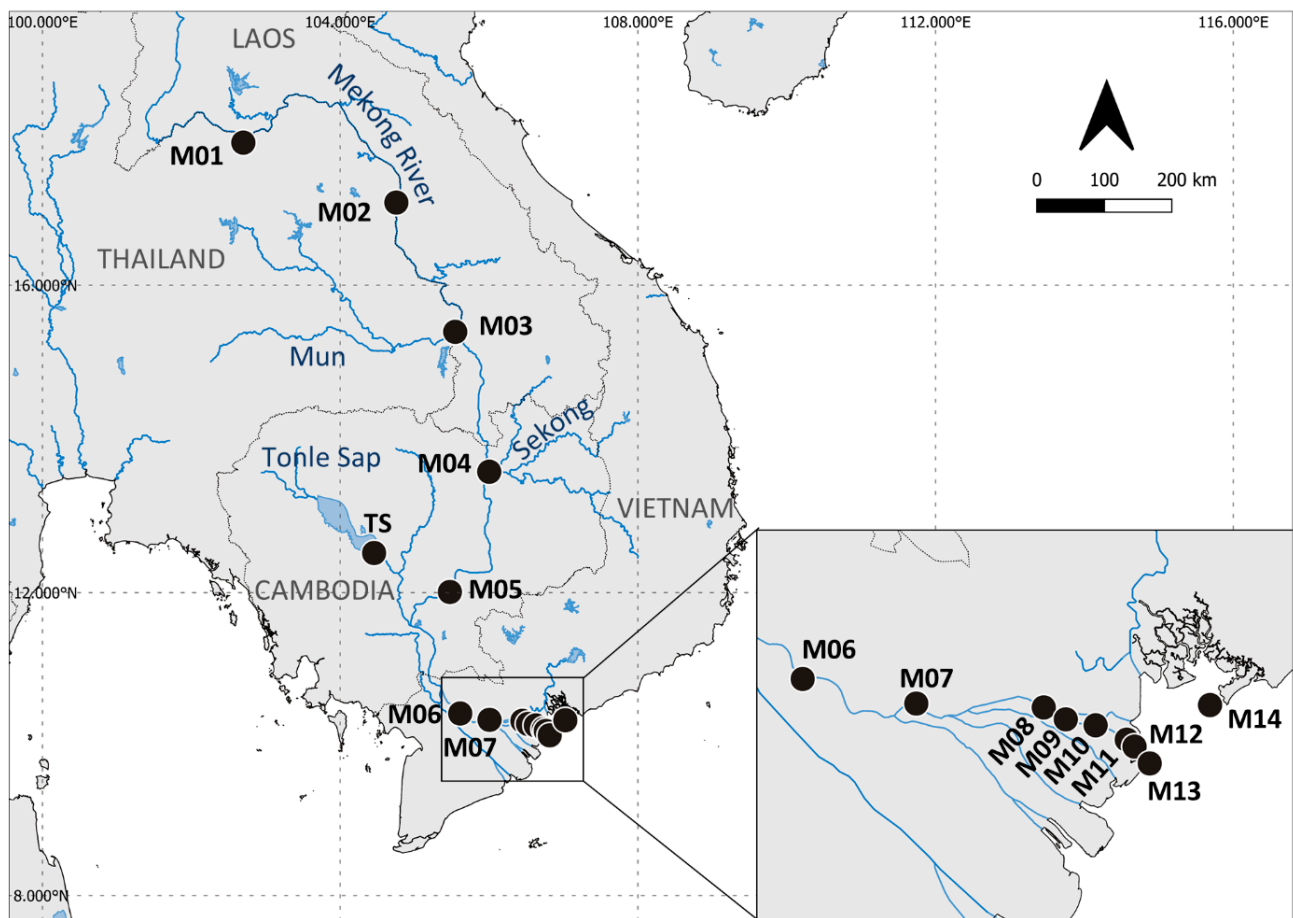 100.000°E
104.000°E
108.000°E
112.000°E
116.000°E
LAOS
Mekong River
M01
M02
0 100 200 km
THAILAND
16.000°N
M03
Mun
Sekong
Tonle Sap
M04
VIETNAM
TS
CAMBODIA
M05
12.000°N
M06
M07
M06
M07
M08
M09
M10
M11
M12
M13
M14
8.000°N